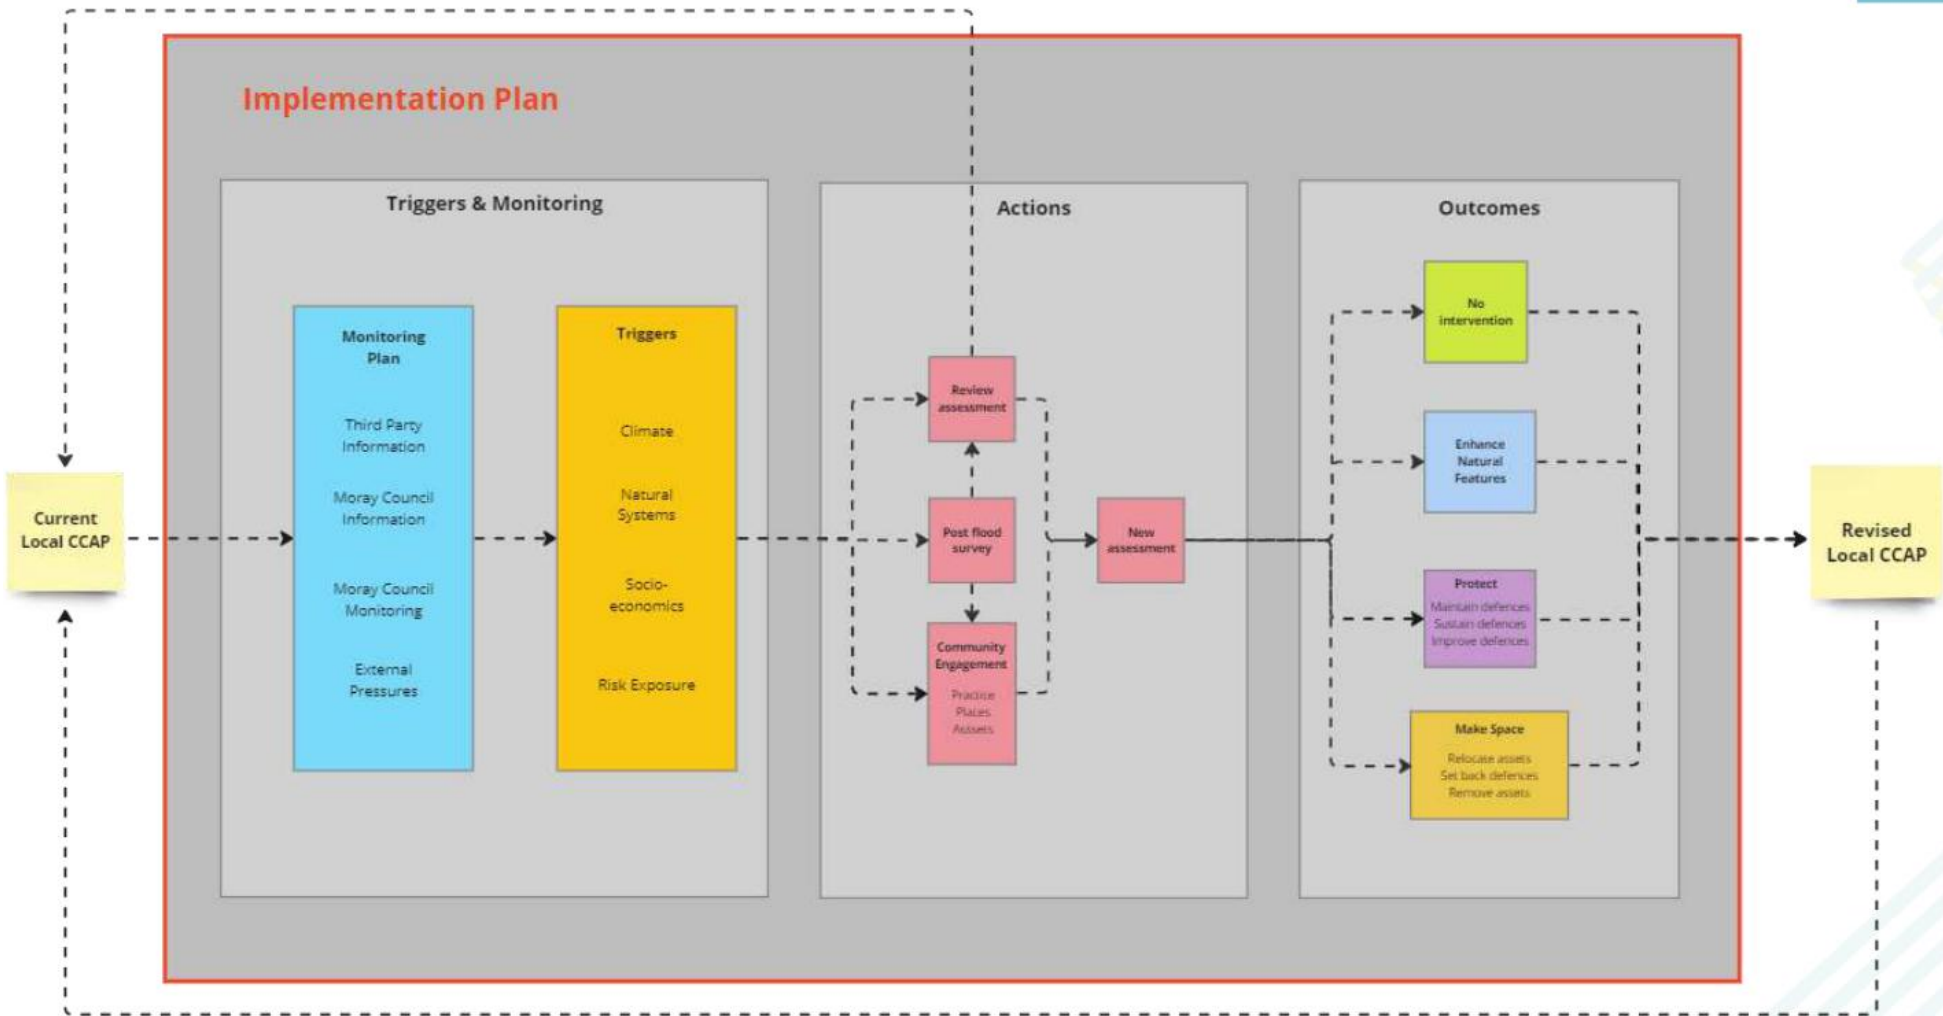 Implementation Plan
Triggers & Monitoring
Actions
Outcomes
Current
Local CCAP
Monitoring
Plan
Third Party
Information
Moray Council
Information
Moray Council
Monitoring
External
Pressures
Triggers
Climate
Natural
Systems
Socio-
economics
Risk Exposure
Review
assessment
Post flood
survey
Community
Engagement
Practice
Places
Assets
New
assessment
No
intervention
Enhance
Natural
Features
Protect
Maintain defences
Sustain defences
Improve defences
Make Space
Relocate assets
Set back defences
Remove assets
Revised
Local CCAP